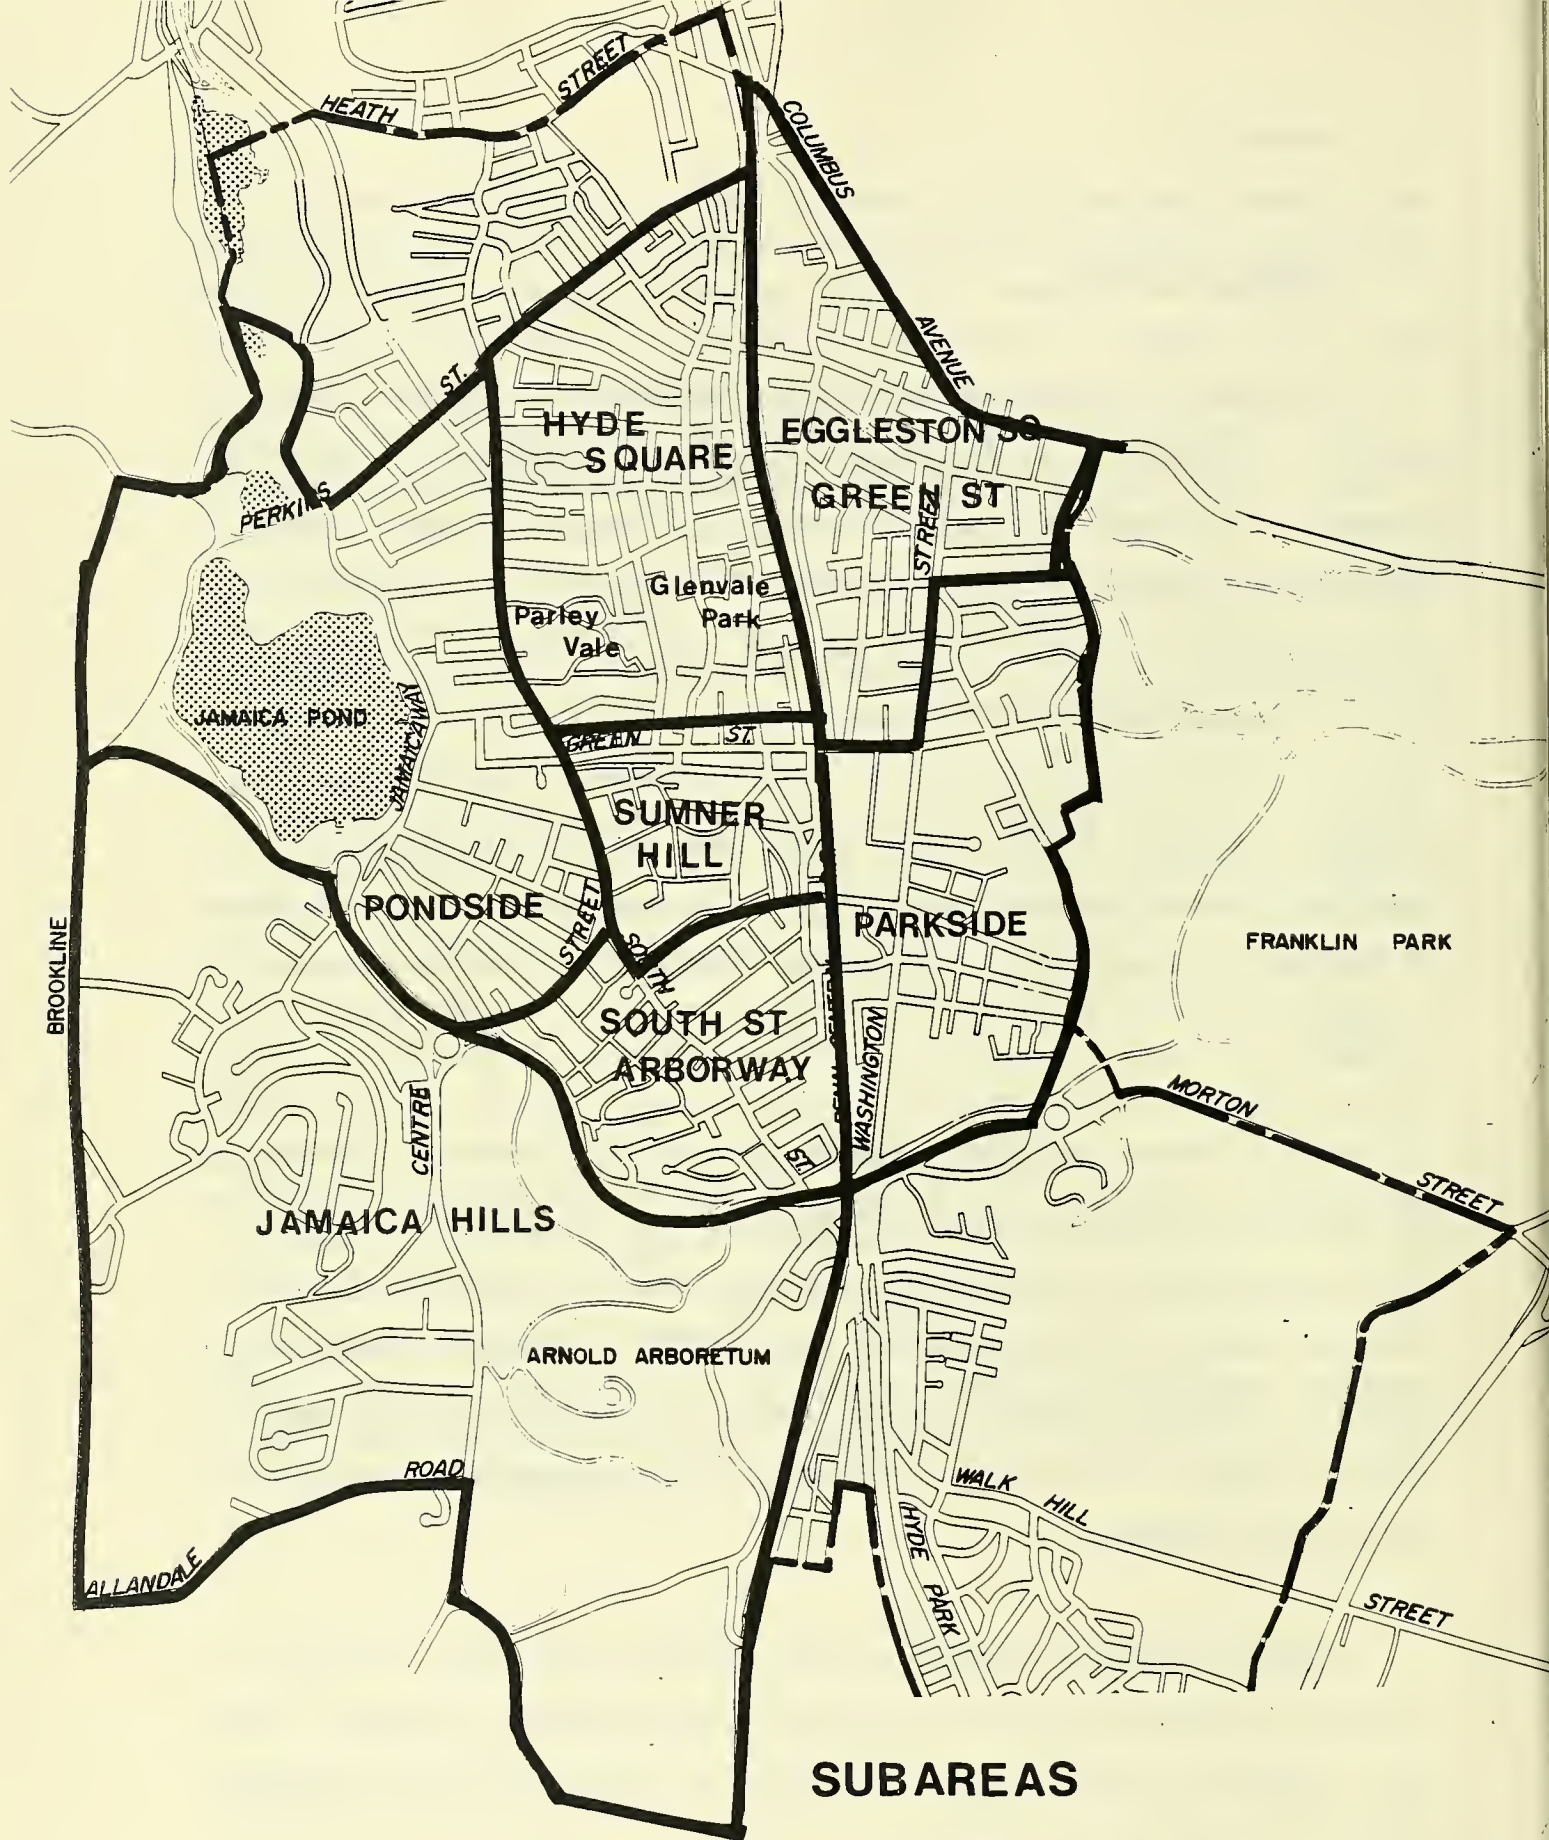 HEATH
STREET
COLUMBUS
AVENUE
ST.
HYDE
SQUARE
EGGLESTON SQ
GREEN ST
STREET
PERKINS
Glenvale
Park
Parley
Vale
JAMAICA POND
JAMAICAWAY
GREEN ST.
SUMNER
HILL
PONDSIDE
STREET
SOUTH
PARKSIDE
FRANKLIN PARK
BROOKLINE
SOUTH ST
ARBORWAY
PENN CENTRAL
WASHINGTON
CENTRE
ST.
MORTON
STREET
JAMAICA HILLS
ARNOLD ARBORETUM
ROAD
ALLANDALE
WALK
HILL
STREET
HYDE
PARK
SUBAREAS